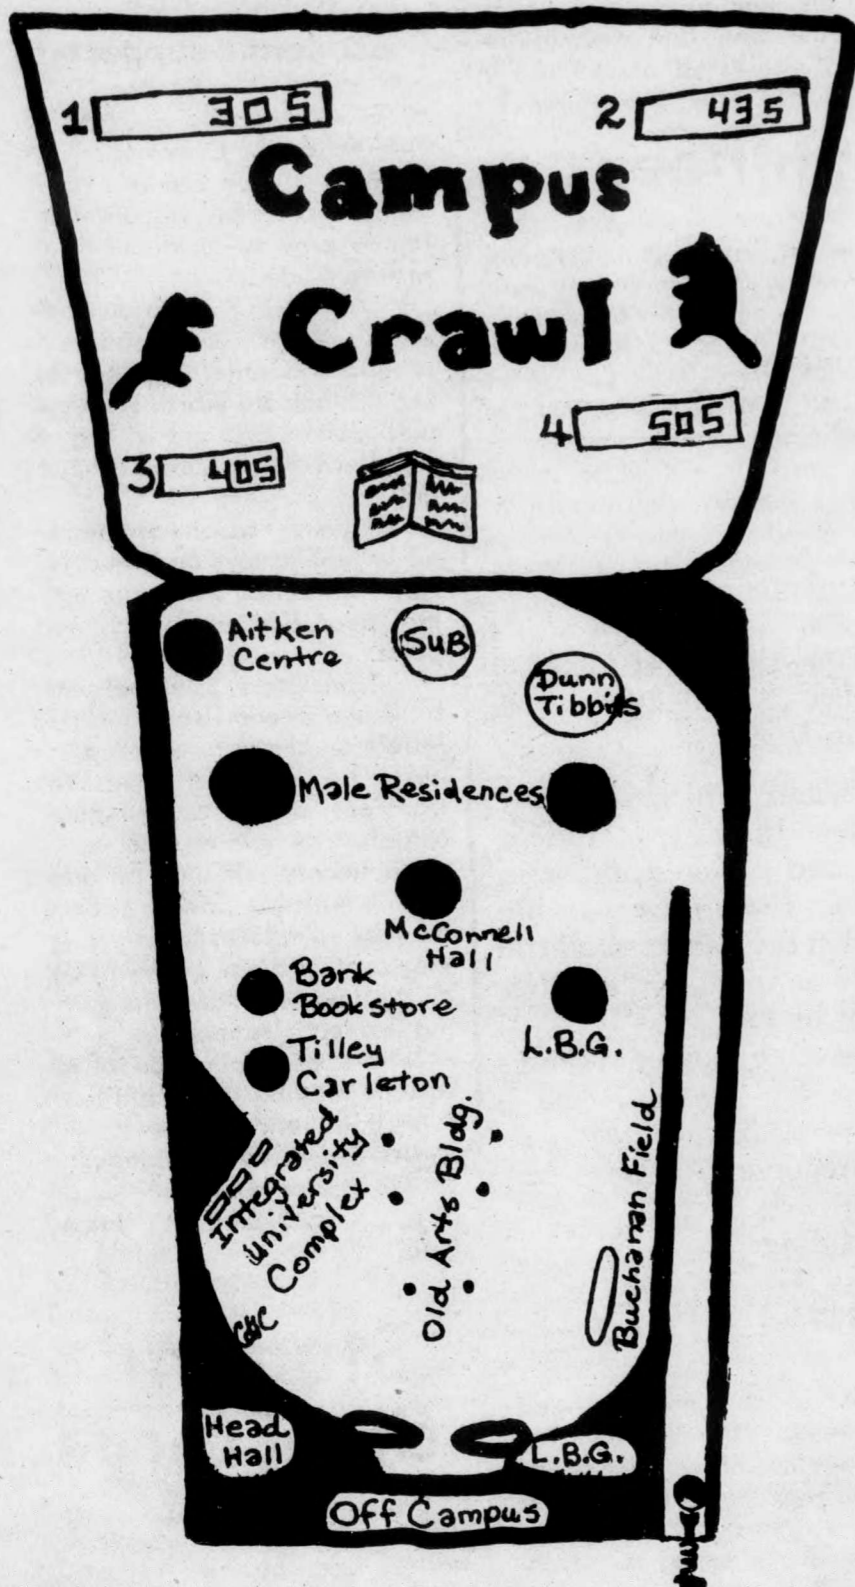 1 305
2 435
Campus
Crawl
3 405
4 505
Aitken
Centre
SUB
Dunn
Tibbits
Male Residences
McConnell
Hall
Bank
Bookstore
L.B.G.
Tilley
Carleton
Integrated
University
Complex
Old Arts Bldg.
Buchanan Field
Head
Hall
L.B.G.
Off Campus